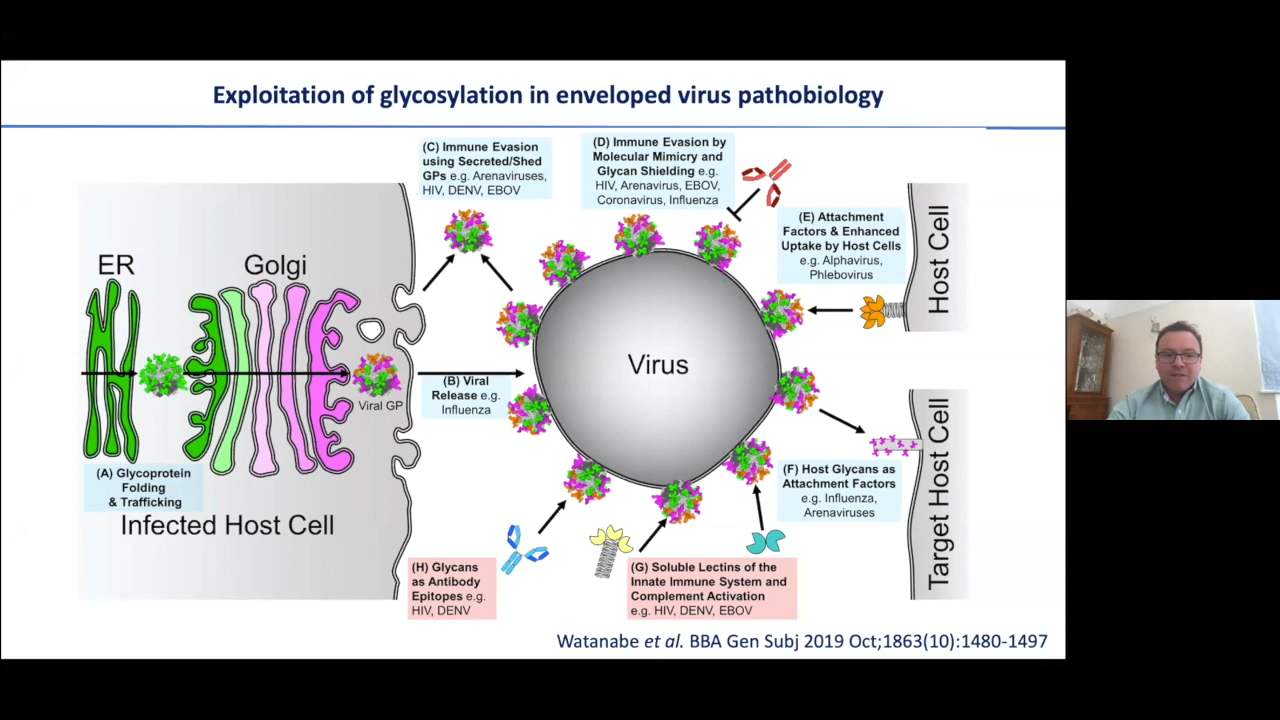 Exploitation of glycosylation in enveloped virus pathobiology
(C) Immune Evasion
using Secreted/Shed
GPs e.g. Arenaviruses,
HIV, DENV, EBOV
(D) Immune Evasion by
Molecular Mimicry and
Glycan Shielding e.g.
HIV, Arenavirus, EBOV,
Coronavirus, Influenza
(E) Attachment
Factors & Enhanced
Uptake by Host Cells
e.g. Alphavirus,
Phlebovirus
Host Cell
ER
Golgi
Virus
Viral GP
(B) Viral
Release e.g.
Influenza
(A) Glycoprotein
Folding
& Trafficking
Infected Host Cell
(F) Host Glycans as
Attachment Factors
e.g. Influenza,
Arenaviruses
Target Host Cell
(H) Glycans
as Antibody
Epitopes e.g.
HIV, DENV
(G) Soluble Lectins of the
Innate Immune System and
Complement Activation
e.g. HIV, DENV, EBOV
Watanabe et al. BBA Gen Subj 2019 Oct;1863(10):1480-1497